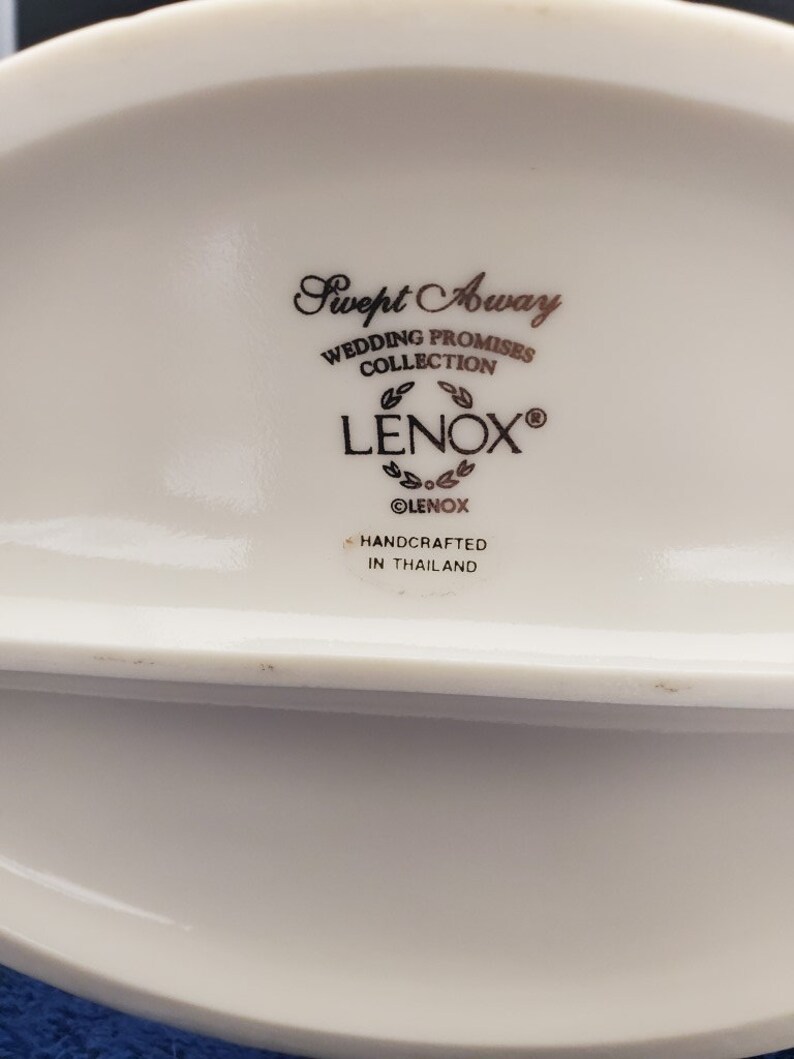 Swept Away
WEDDING PROMISES
COLLECTION
LENOX®
©LENOX
HANDCRAFTED
IN THAILAND